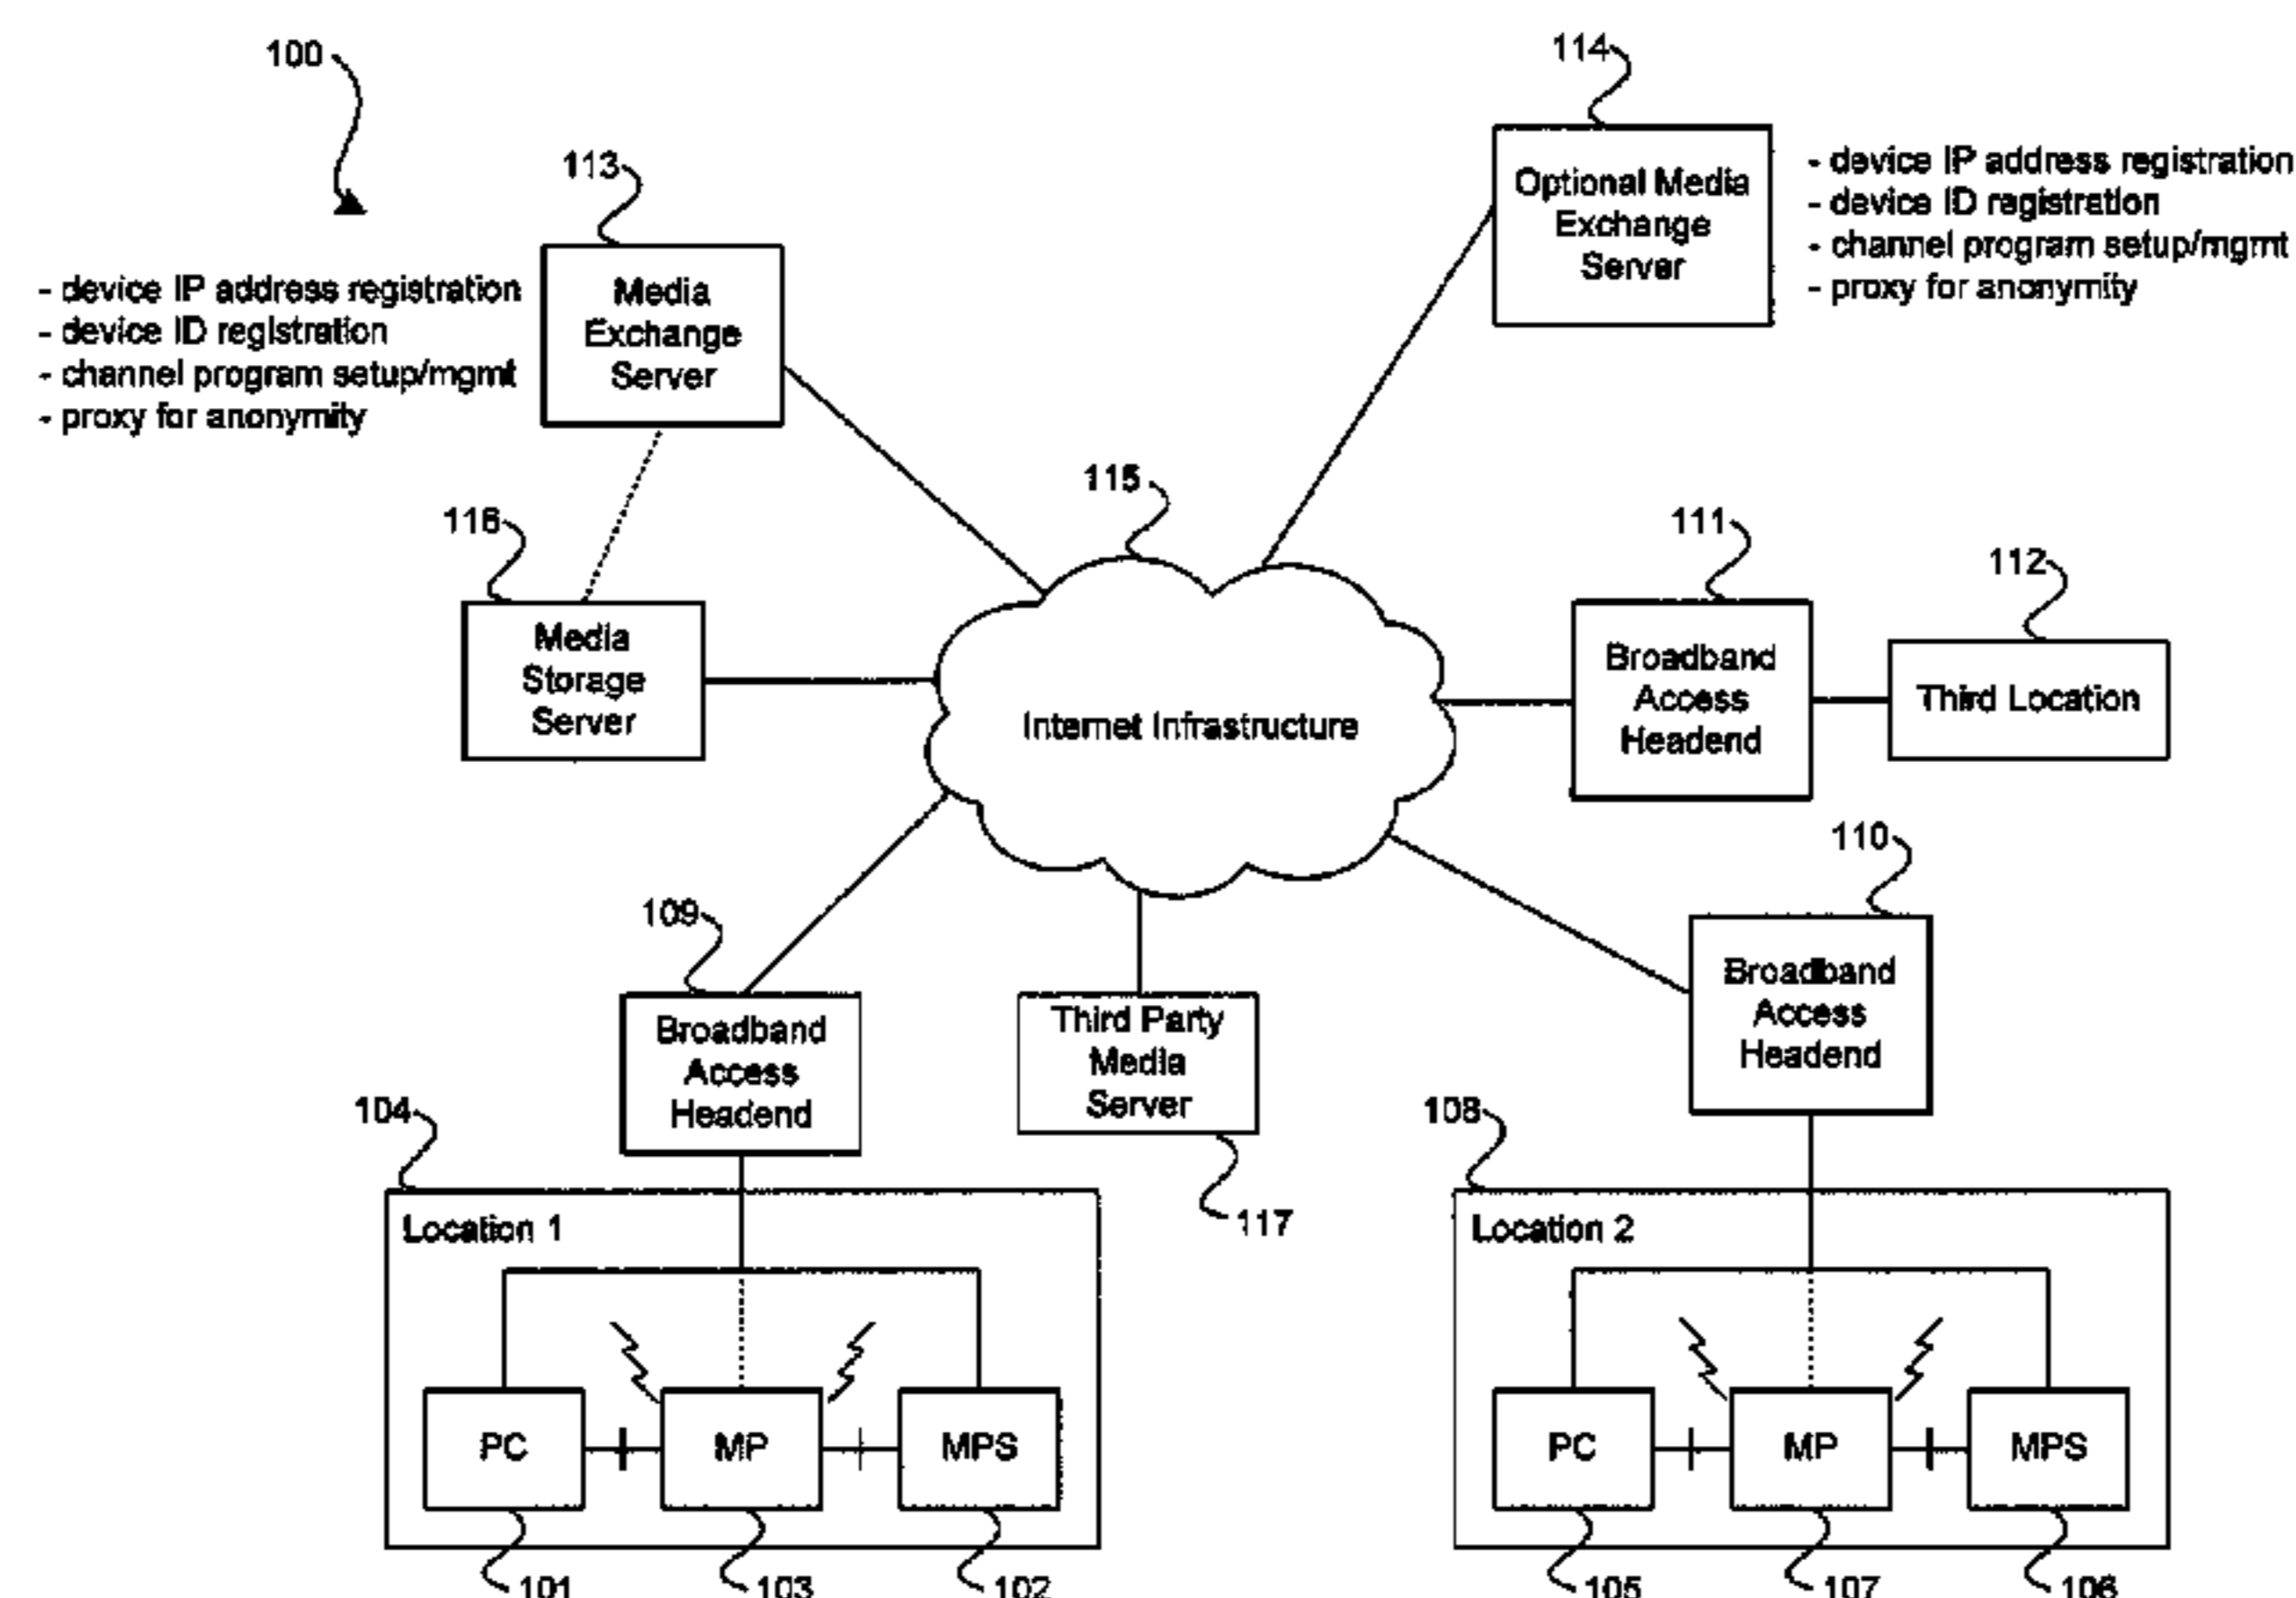 100
114
113
Optional Media
Exchange
Server
- device IP address registration
- device ID registration
- channel program setup/mgmt
- proxy for anonymity
- device IP address registration
- device ID registration
- channel program setup/mgmt
- proxy for anonymity
Media
Exchange
Server
115
116
111
112
Media
Storage
Server
Internet Infrastructure
Broadband
Access
Headend
Third Location
110
109
Broadband
Access
Headend
Third Party
Media
Server
Broadband
Access
Headend
104
108
117
Location 1
Location 2
PC
MP
MPS
PC
MP
MPS
101
103
102
105
107
106